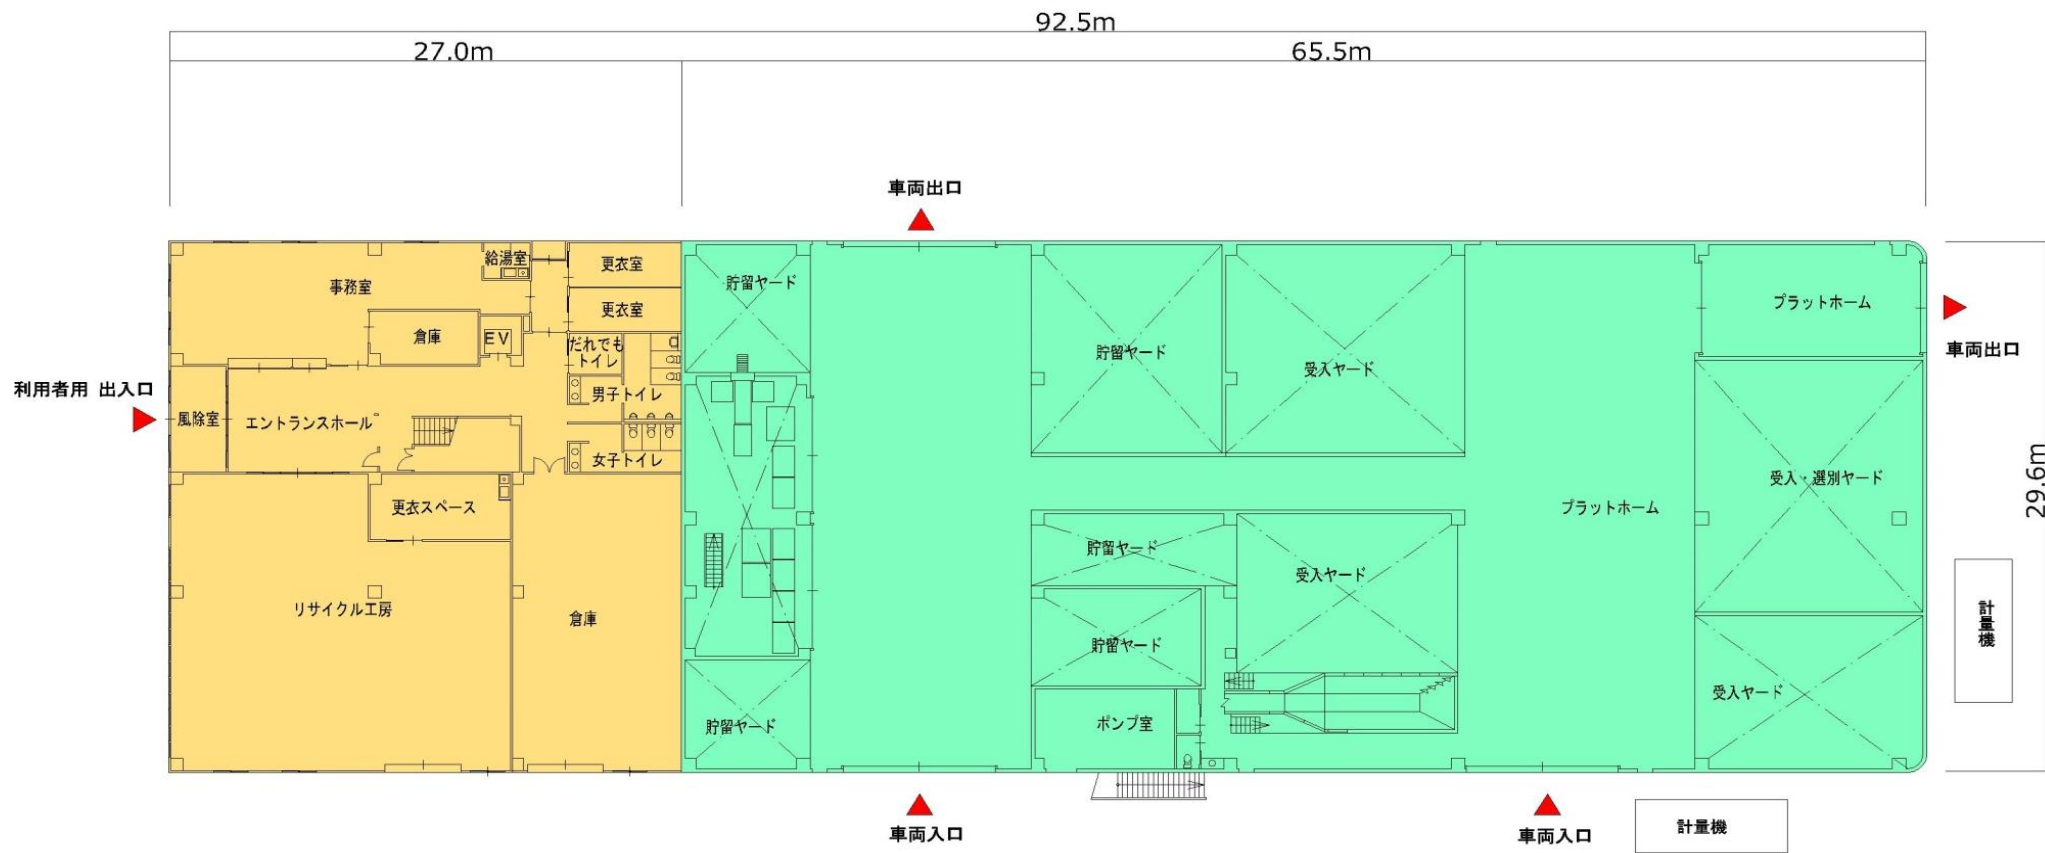 92.5m
27.0m
65.5m
車両出口
給湯室
更衣室
事務室
更衣室
倉庫
EV
だれでも
トイレ
男子トイレ
女子トイレ
利用者用 出入口
風除室
エントランスホール
更衣スペース
リサイクル工房
倉庫
貯留ヤード
貯留ヤード
受入ヤード
プラットホーム
車両出口
受入・選別ヤード
プラットホーム
29.6m
貯留ヤード
受入ヤード
貯留ヤード
計量機
受入ヤード
貯留ヤード
ポンプ室
車両入口
車両入口
計量機